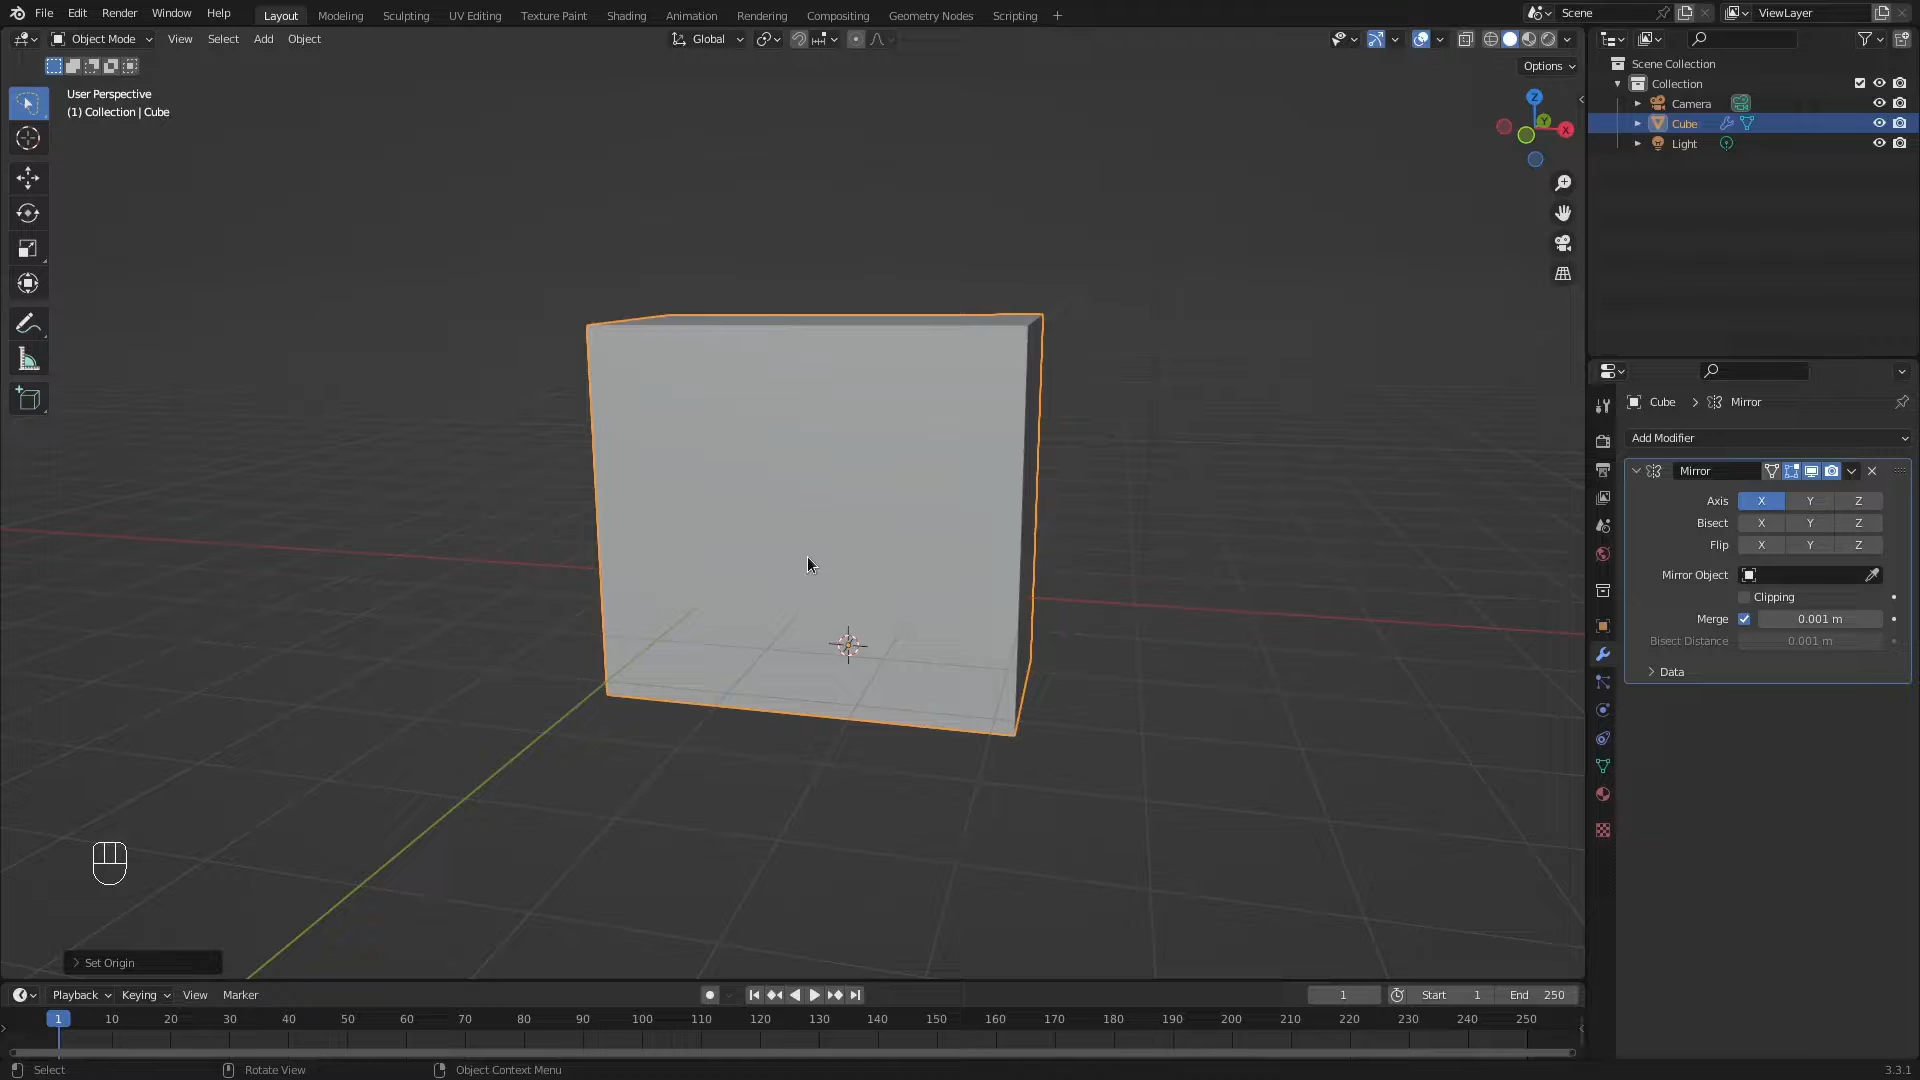 File Edit Render Window Help Layout Modeling Sculpting UV Editing Texture Paint Shading Animation Rendering Compositing Geometry Nodes Scripting + Scene ViewLayer
Object Mode View Select Add Object Global
Options
User Perspective
(1) Collection | Cube
Z
Y
X
Scene Collection
Collection
Camera
Cube
Light
Cube > Mirror
Add Modifier
Mirror
Axis X Y Z
Bisect X Y Z
Flip X Y Z
Mirror Object
Clipping
Merge 0.001 m
Bisect Distance 0.001 m
> Data
> Set Origin
Playback Keying View Marker 1 Start 1 End 250
1 10 20 30 40 50 60 70 80 90 100 110 120 130 140 150 160 170 180 190 200 210 220 230 240 250
Select Rotate View Object Context Menu 3.3.1